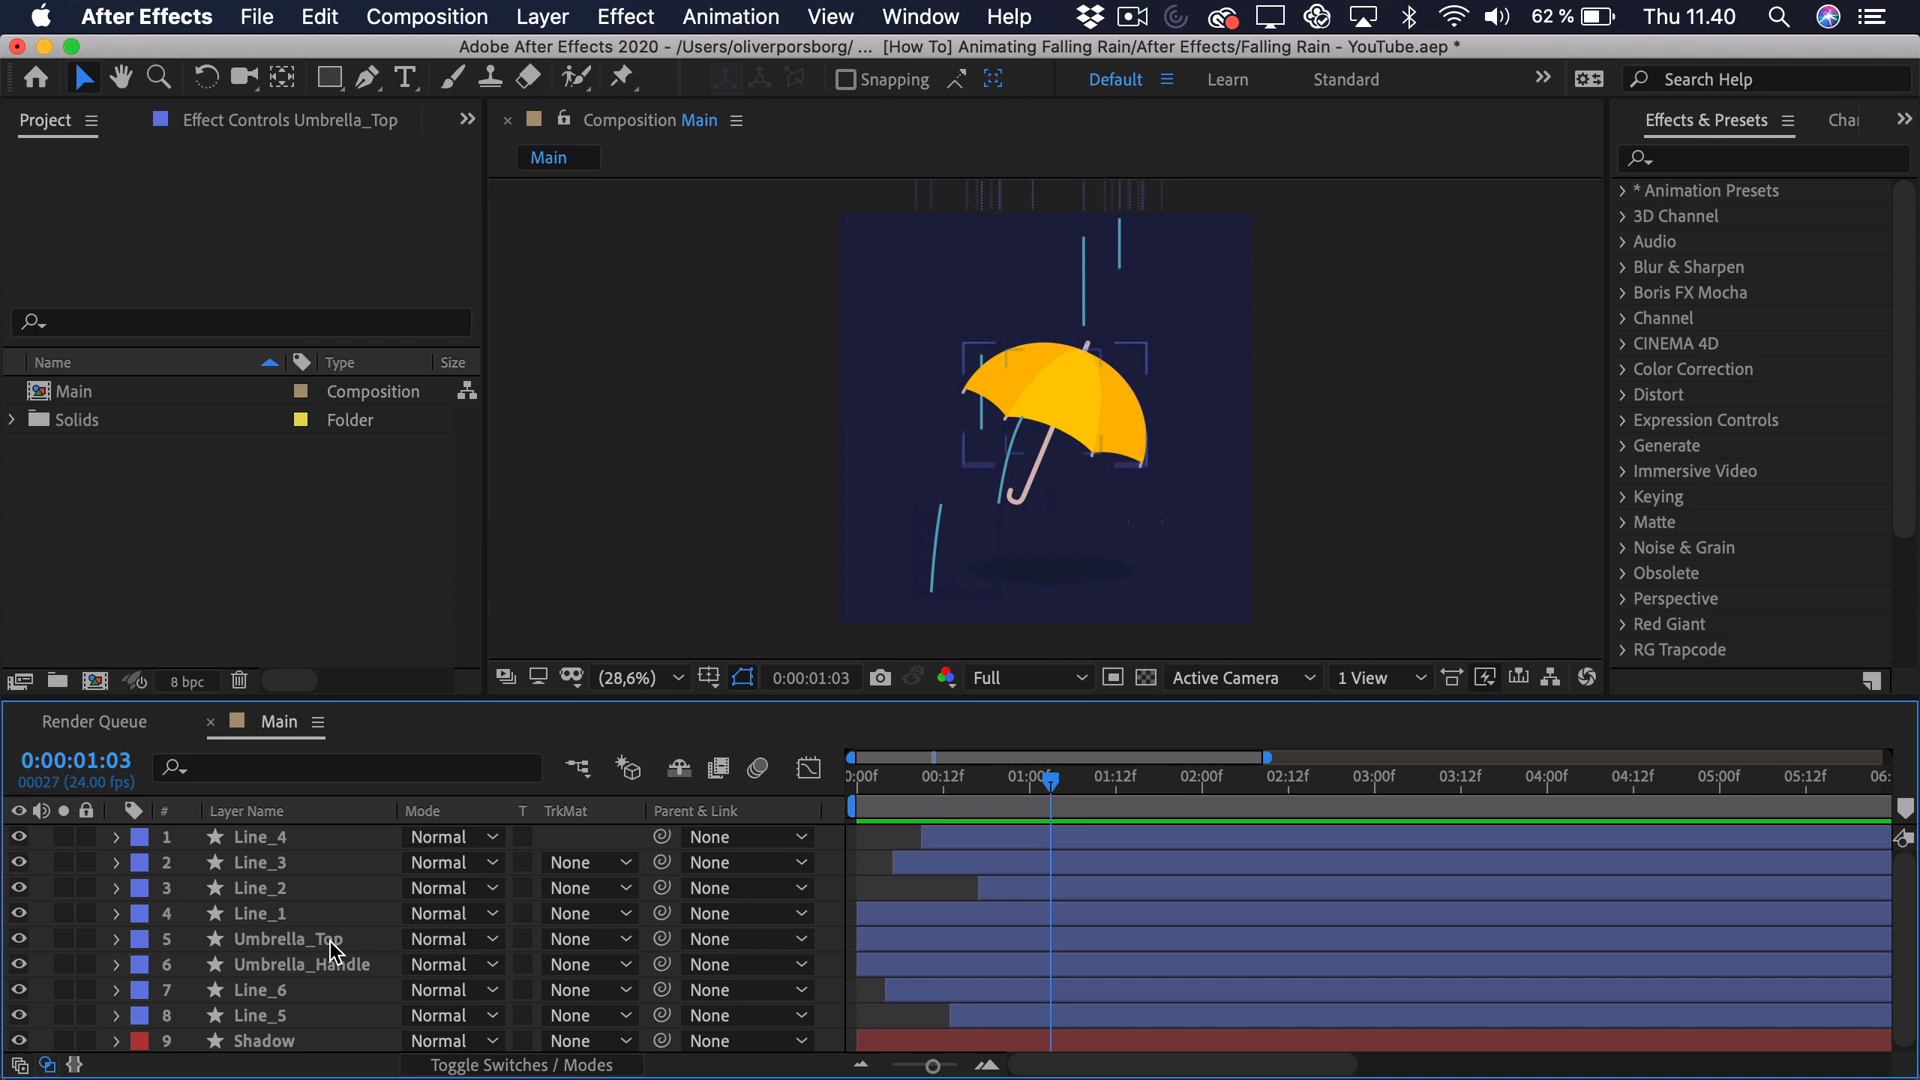 After Effects File Edit Composition Layer Effect Animation View Window Help 62 % Thu 11.40
Adobe After Effects 2020 - /Users/oliverporsborg/ ... [How To] Animating Falling Rain/After Effects/Falling Rain - YouTube.aep *
Snapping Default Learn Standard Search Help
Project Effect Controls Umbrella_Top Composition Main Effects & Presets
Main
Name Type Size
Main Composition
Solids Folder
* Animation Presets
3D Channel
Audio
Blur & Sharpen
Boris FX Mocha
Channel
CINEMA 4D
Color Correction
Distort
Expression Controls
Generate
Immersive Video
Keying
Matte
Noise & Grain
Obsolete
Perspective
Red Giant
RG Trapcode
8 bpc (28,6%) 0:00:01:03 Full Active Camera 1 View
Render Queue Main
0:00:01:03
00027 (24.00 fps)
00:12f 01:12f 02:00f 02:12f 03:00f 03:12f 04:00f 04:12f 05:00f 05:12f
# Layer Name Mode T TrkMat Parent & Link
1 Line_4 Normal None
2 Line_3 Normal None None
3 Line_2 Normal None None
4 Line_1 Normal None None
5 Umbrella_Top Normal None None
6 Umbrella_Handle Normal None None
7 Line_6 Normal None None
8 Line_5 Normal None None
9 Shadow Normal None None
Toggle Switches / Modes